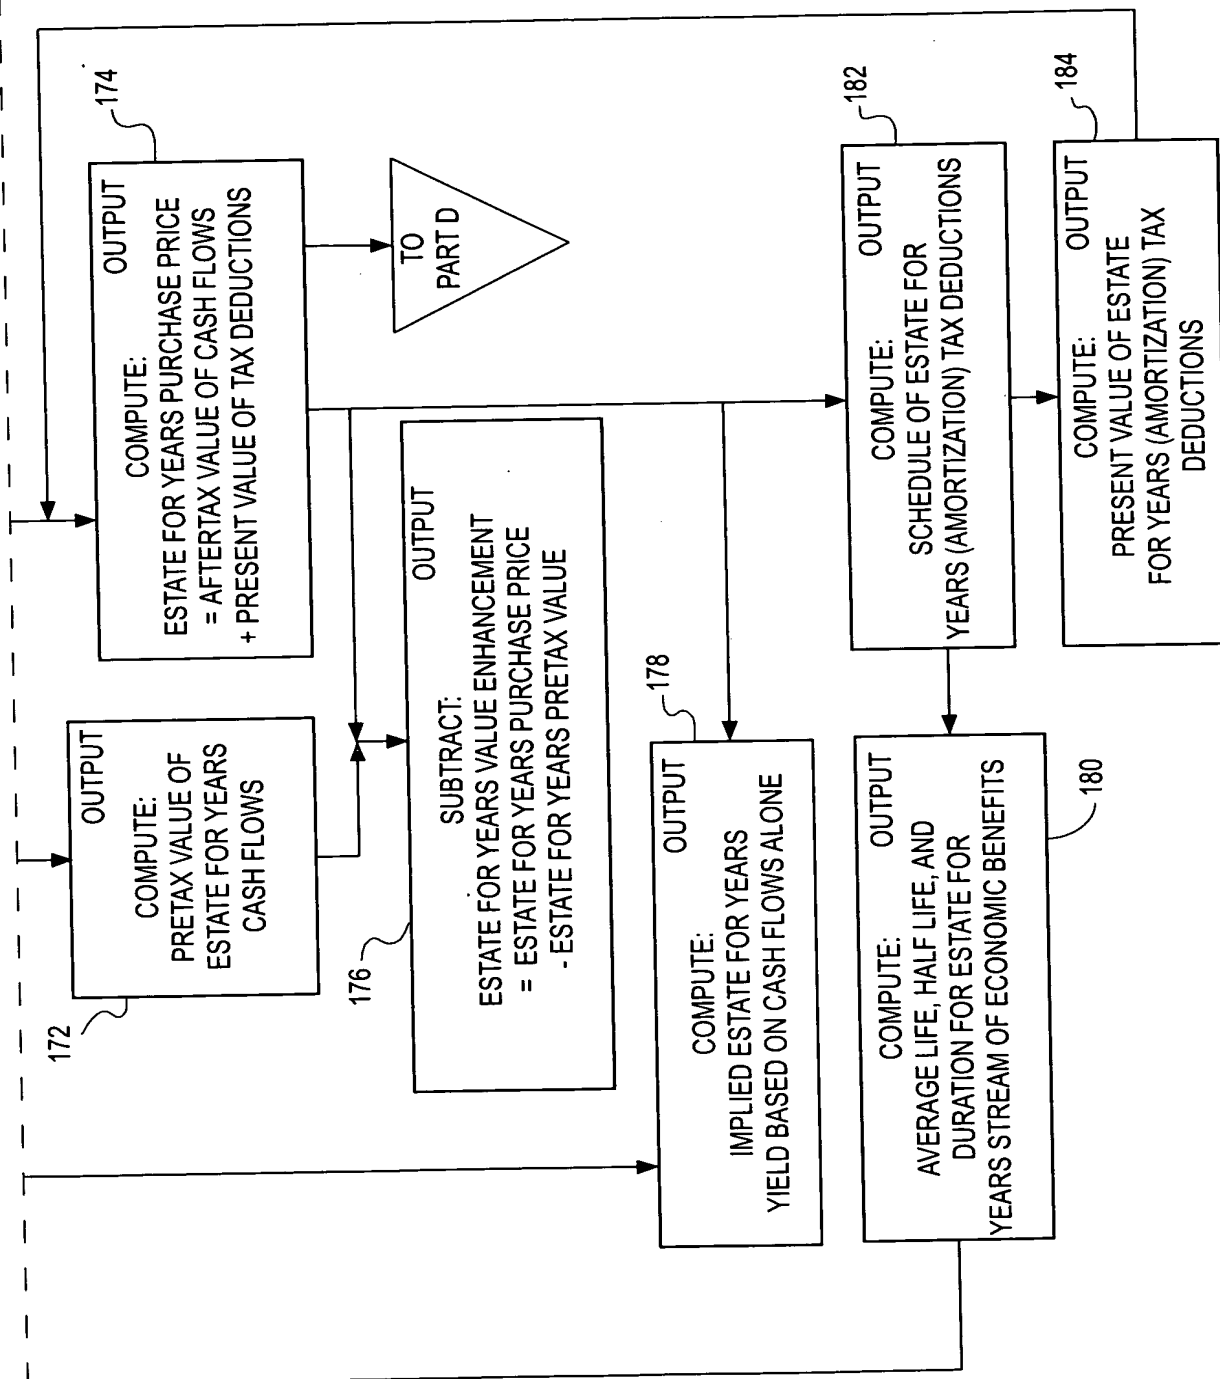 OUTPUT
COMPUTE:
PRETAX VALUE OF
ESTATE FOR YEARS
CASH FLOWS
172
OUTPUT
COMPUTE:
ESTATE FOR YEARS PURCHASE PRICE
= AFTERTAX VALUE OF CASH FLOWS
+ PRESENT VALUE OF TAX DEDUCTIONS
174
TO
PART D
OUTPUT
SUBTRACT:
ESTATE FOR YEARS VALUE ENHANCEMENT
= ESTATE FOR YEARS PURCHASE PRICE
- ESTATE FOR YEARS PRETAX VALUE
176
OUTPUT
COMPUTE:
IMPLIED ESTATE FOR YEARS
YIELD BASED ON CASH FLOWS ALONE
178
OUTPUT
COMPUTE:
AVERAGE LIFE, HALF LIFE, AND
DURATION FOR ESTATE FOR
YEARS STREAM OF ECONOMIC BENEFITS
180
OUTPUT
COMPUTE:
SCHEDULE OF ESTATE FOR
YEARS (AMORTIZATION) TAX DEDUCTIONS
182
OUTPUT
COMPUTE:
PRESENT VALUE OF ESTATE
FOR YEARS (AMORTIZATION) TAX
DEDUCTIONS
184